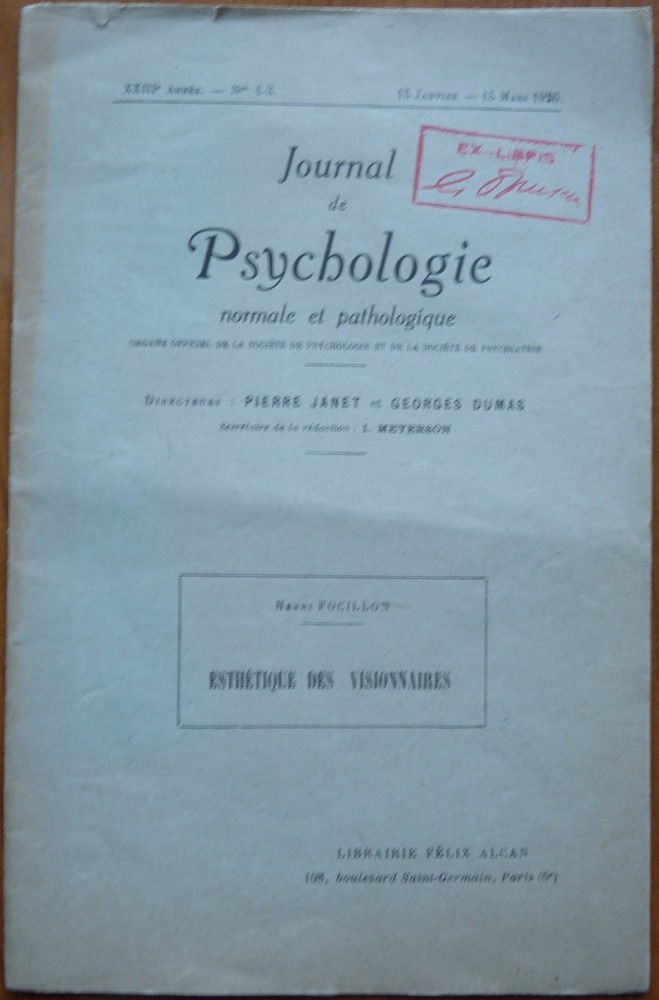 XXIIIᵉ Année. — Nᵒˢ 1-3. 15 Janvier — 15 Mars 1926.
EX-LIBRIS
Journal
de
Psychologie
normale et pathologique
ORGANE OFFICIEL DE LA SOCIÉTÉ DE PSYCHOLOGIE ET DE LA SOCIÉTÉ DE PSYCHIATRIE
DIRECTEURS : PIERRE JANET et GEORGES DUMAS
Secrétaire de la rédaction : I. MEYERSON
HENRI FOCILLON
ESTHÉTIQUE DES VISIONNAIRES
LIBRAIRIE FÉLIX ALCAN
108, boulevard Saint-Germain, Paris (6ᵉ)